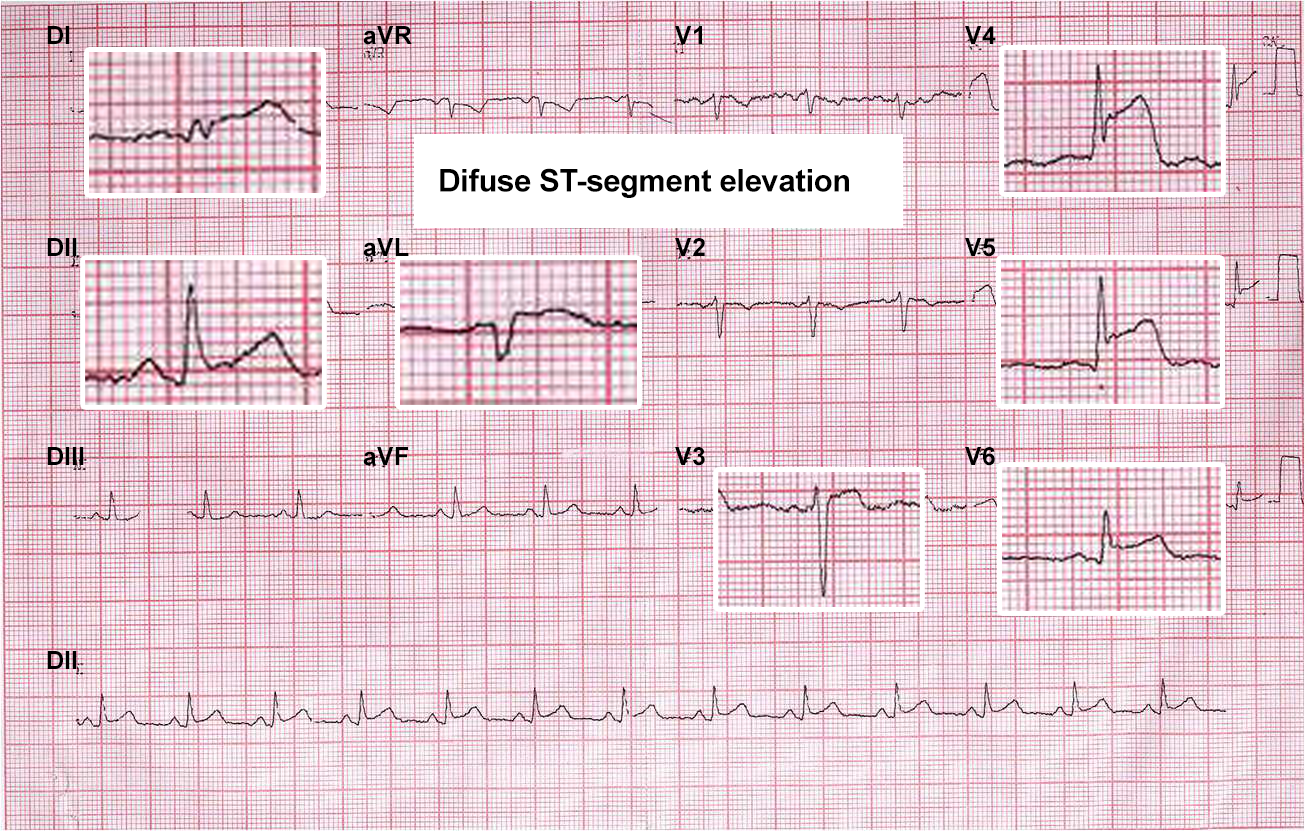 DI
aVR
V1
V4
Difuse ST-segment elevation
DII
aVL
V2
V5
DIII
aVF
V3
V6
DII